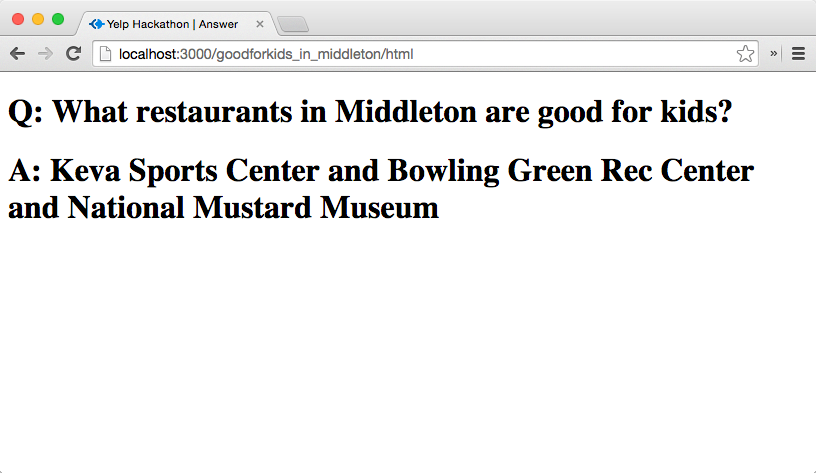 Yelp Hackathon | Answer
localhost:3000/goodforkids_in_middleton/html
Q: What restaurants in Middleton are good for kids?
A: Keva Sports Center and Bowling Green Rec Center
and National Mustard Museum